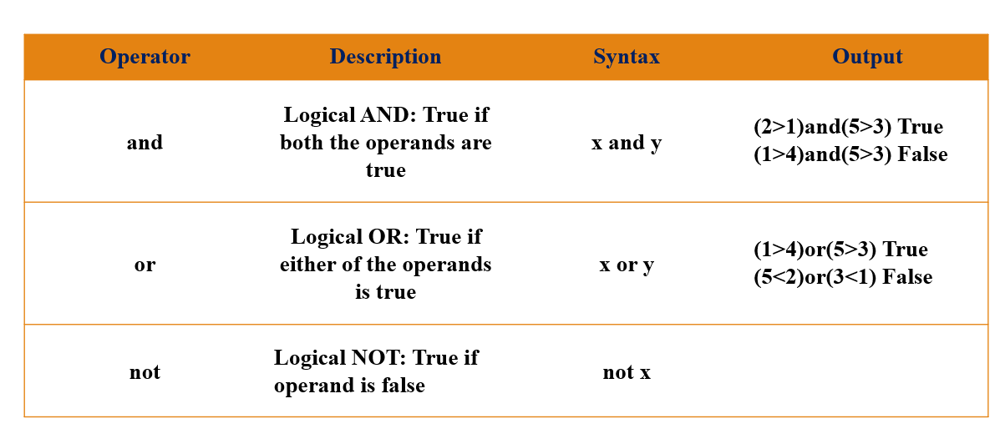 Operator Description Syntax Output
Logical AND: True if
both the operands are
true
and
x and y
(2>1)and(5>3) True
(1>4)and(5>3) False
Logical OR: True if
either of the operands
is true
or
x or y
(1>4)or(5>3) True
(5<2)or(3<1) False
not
Logical NOT: True if
operand is false
not x